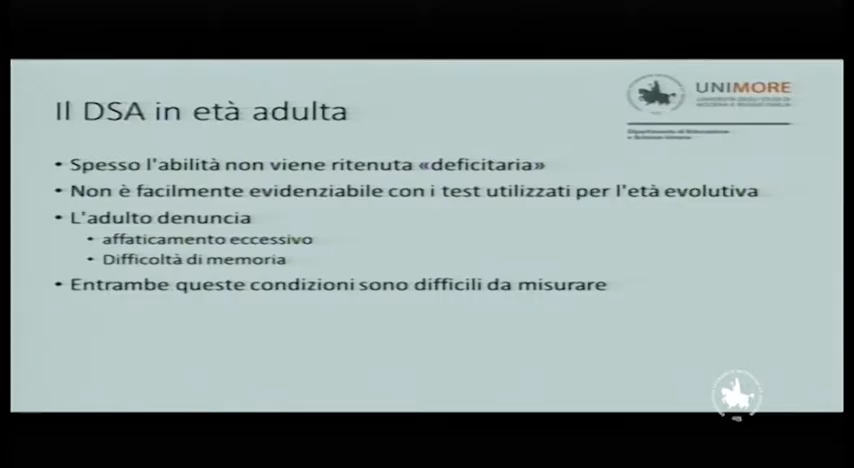 Il DSA in età adulta
UNIMORE
UNIVERSITÀ DEGLI STUDI DI
MODENA E REGGIO EMILIA
Dipartimento di Educazione
e Scienze Umane
• Spesso l'abilità non viene ritenuta «deficitaria»
• Non è facilmente evidenziabile con i test utilizzati per l'età evolutiva
• L'adulto denuncia
• affaticamento eccessivo
• Difficoltà di memoria
• Entrambe queste condizioni sono difficili da misurare